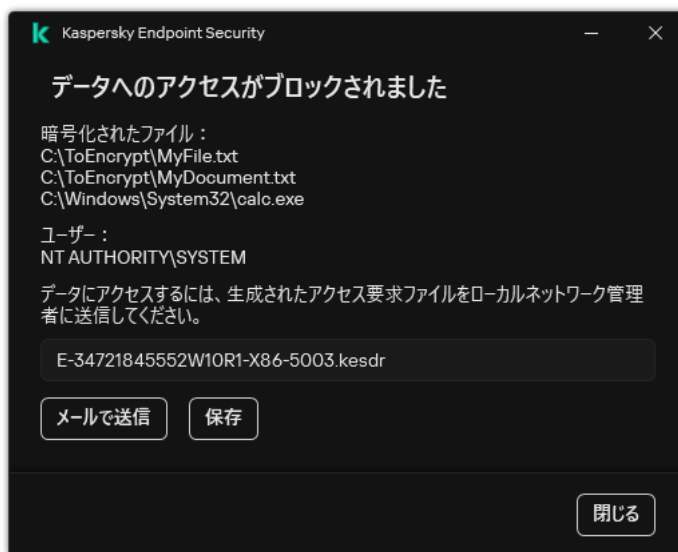 Kaspersky Endpoint Security
データへのアクセスがブロックされました
暗号化されたファイル：
C:\ToEncrypt\MyFile.txt
C:\ToEncrypt\MyDocument.txt
C:\Windows\System32\calc.exe
ユーザー：
NT AUTHORITY\SYSTEM
データにアクセスするには、生成されたアクセス要求ファイルをローカルネットワーク管理
者に送信してください。
E-34721845552W10R1-X86-5003.kesdr
メールで送信 保存
閉じる